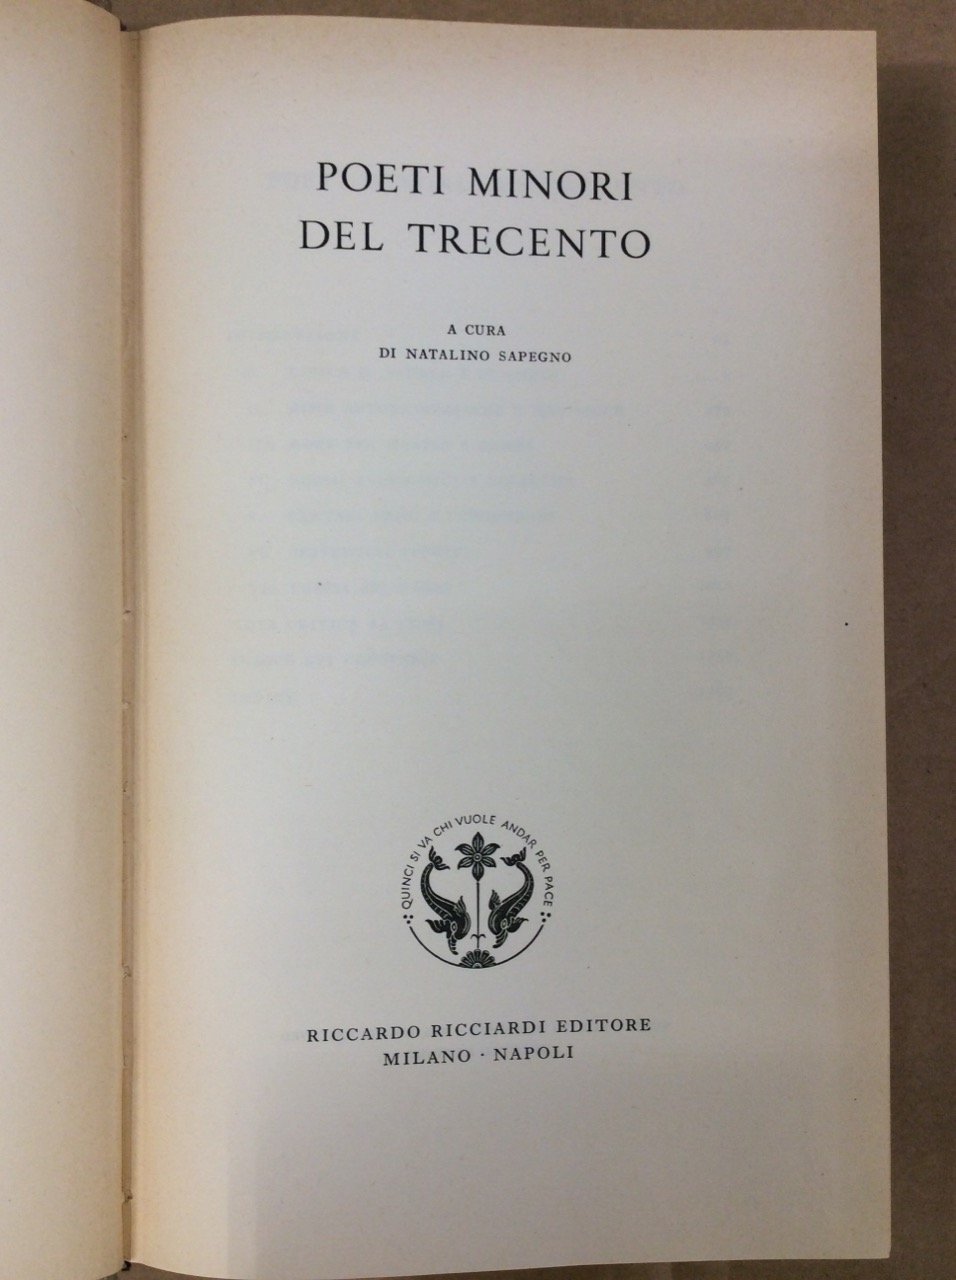 POETI MINORI
DEL TRECENTO
A CURA
DI NATALINO SAPEGNO
QUINCI SI VA CHI VUOLE ANDAR PER PACE
RICCARDO RICCIARDI EDITORE
MILANO · NAPOLI